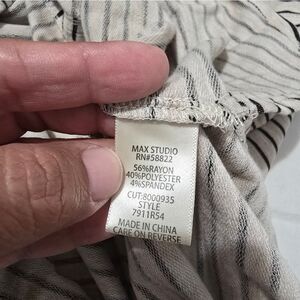 MAX STUDIO
RN#58822
56%RAYON
40%POLYESTER
4%SPANDEX
CUT:8000935
STYLE
7911R54
MADE IN CHINA
CARE ON REVERSE